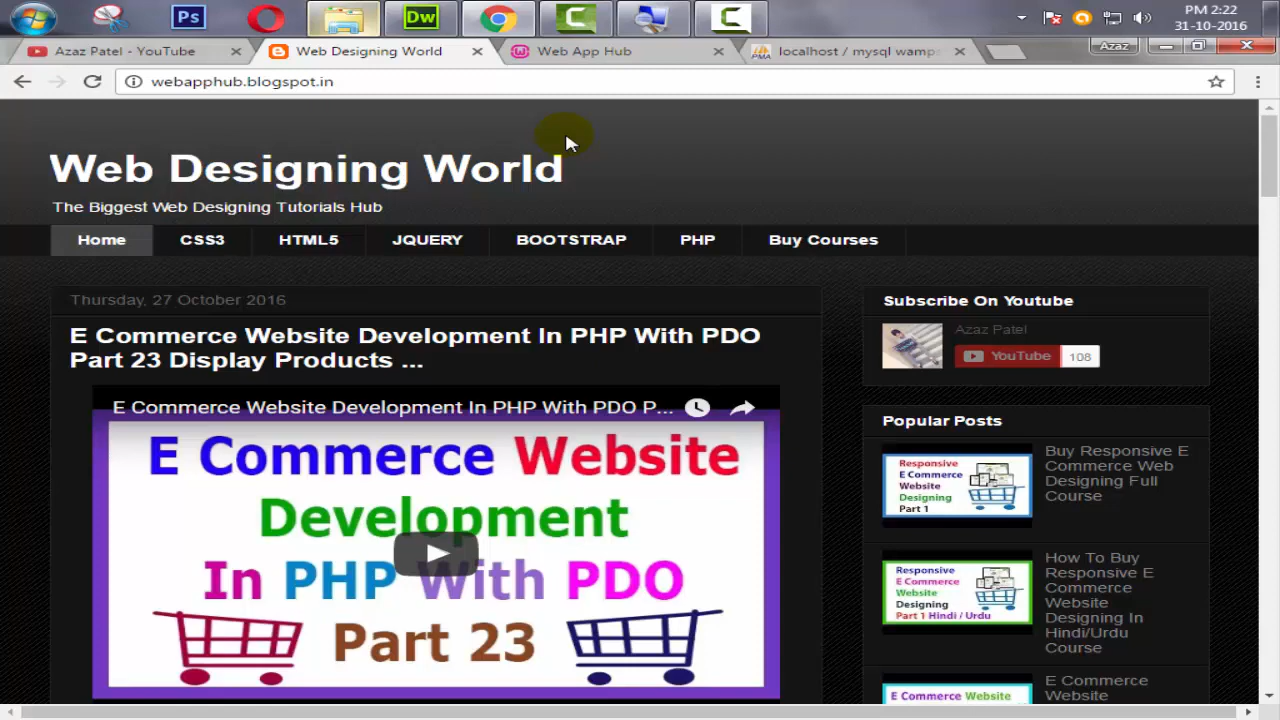 Ps
Dw
PM 2:22
31-10-2016
Azaz Patel - YouTube
Web Designing World
Web App Hub
localhost / mysql wamps
Azaz
webapphub.blogspot.in
Web Designing World
The Biggest Web Designing Tutorials Hub
Home
CSS3
HTML5
JQUERY
BOOTSTRAP
PHP
Buy Courses
Thursday, 27 October 2016
E Commerce Website Development In PHP With PDO
Part 23 Display Products ...
E Commerce Website Development In PHP With PDO P...
E Commerce Website
Development
In PHP With PDO
Part 23
Subscribe On Youtube
Azaz Patel
YouTube 108
Popular Posts
Responsive
E Commerce
Website
Designing
Part 1
Buy Responsive E
Commerce Web
Designing Full
Course
Responsive
E Commerce
Website
Designing
Part 1 Hindi / Urdu
How To Buy
Responsive E
Commerce
Website
Designing In
Hindi/Urdu
Course
E Commerce Website
E Commerce
Website